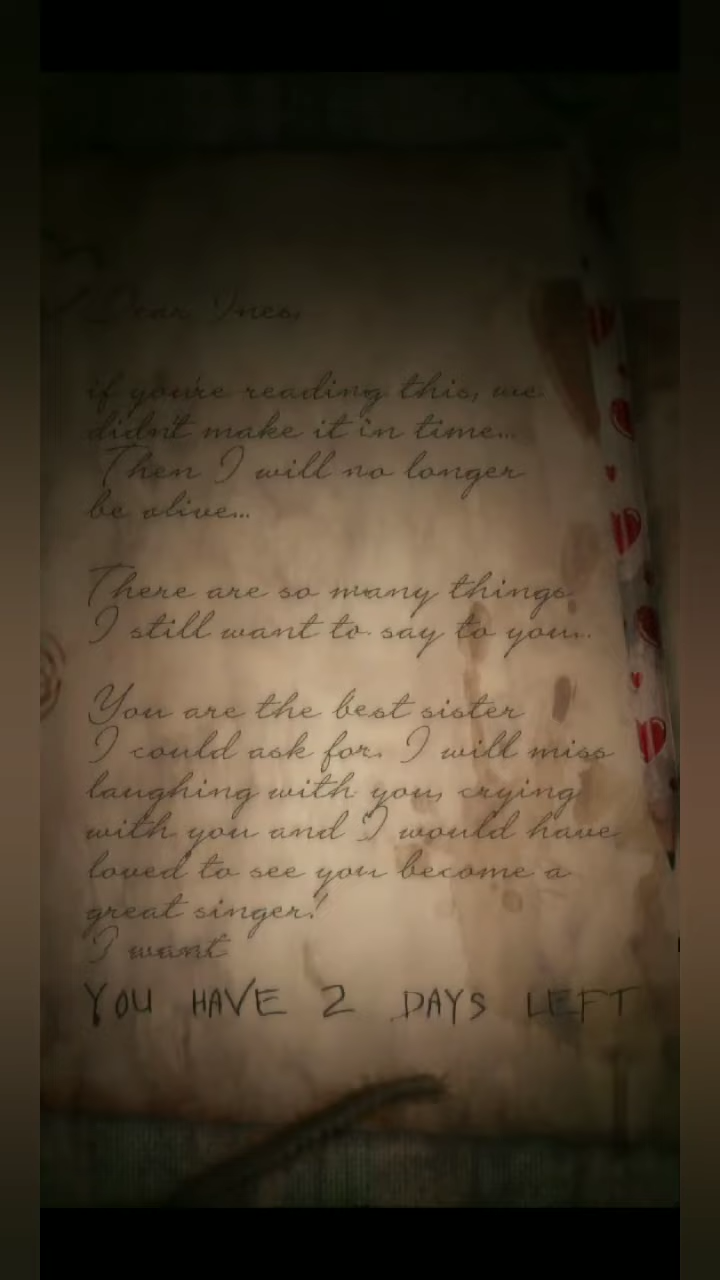 Dear Ines,
if you're reading this, we
didn't make it in time...
Then I will no longer
be alive...
There are so many things
I still want to say to you...
You are the best sister
I could ask for. I will miss
laughing with you, crying
with you and I would have
loved to see you become a
great singer!
I want
YOU HAVE 2 DAYS LEFT